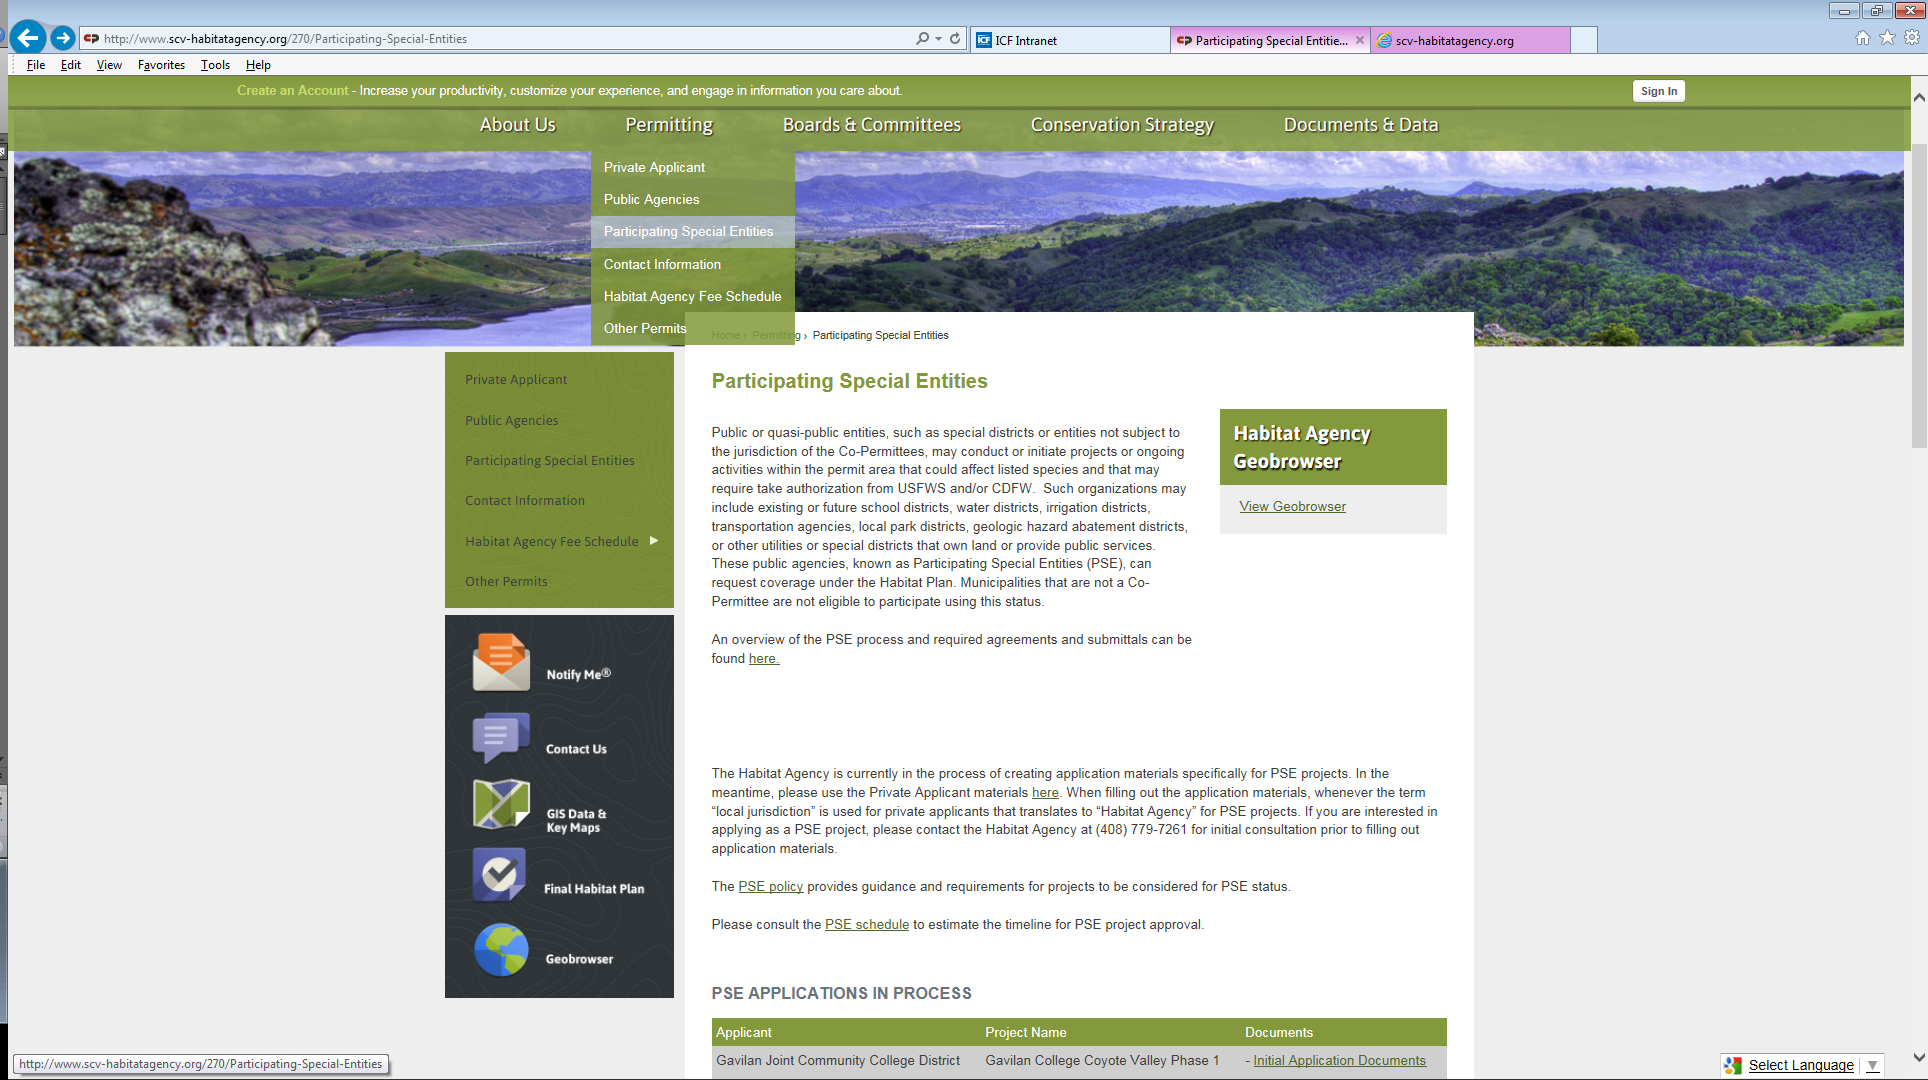 http://www.scv-habitatagency.org/270/Participating-Special-Entities
ICF ICF Intranet
Participating Special Entitie...
scv-habitatagency.org
File Edit View Favorites Tools Help
Create an Account - Increase your productivity, customize your experience, and engage in information you care about.
Sign In
About Us Permitting Boards & Committees Conservation Strategy Documents & Data
Private Applicant
Public Agencies
Participating Special Entities
Contact Information
Habitat Agency Fee Schedule
Other Permits
Home › Permitting › Participating Special Entities
Private Applicant
Public Agencies
Participating Special Entities
Contact Information
Habitat Agency Fee Schedule
Other Permits
Notify Me®
Contact Us
GIS Data &
Key Maps
Final Habitat Plan
Geobrowser
Participating Special Entities
Public or quasi-public entities, such as special districts or entities not subject to
the jurisdiction of the Co-Permittees, may conduct or initiate projects or ongoing
activities within the permit area that could affect listed species and that may
require take authorization from USFWS and/or CDFW.  Such organizations may
include existing or future school districts, water districts, irrigation districts,
transportation agencies, local park districts, geologic hazard abatement districts,
or other utilities or special districts that own land or provide public services.
These public agencies, known as Participating Special Entities (PSE), can
request coverage under the Habitat Plan. Municipalities that are not a Co-
Permittee are not eligible to participate using this status.
An overview of the PSE process and required agreements and submittals can be
found here.
Habitat Agency
Geobrowser
View Geobrowser
The Habitat Agency is currently in the process of creating application materials specifically for PSE projects. In the
meantime, please use the Private Applicant materials here. When filling out the application materials, whenever the term
“local jurisdiction” is used for private applicants that translates to “Habitat Agency” for PSE projects. If you are interested in
applying as a PSE project, please contact the Habitat Agency at (408) 779-7261 for initial consultation prior to filling out
application materials.
The PSE policy provides guidance and requirements for projects to be considered for PSE status.
Please consult the PSE schedule to estimate the timeline for PSE project approval.
PSE APPLICATIONS IN PROCESS
Applicant Project Name Documents
Gavilan Joint Community College District Gavilan College Coyote Valley Phase 1 - Initial Application Documents
http://www.scv-habitatagency.org/270/Participating-Special-Entities
Select Language